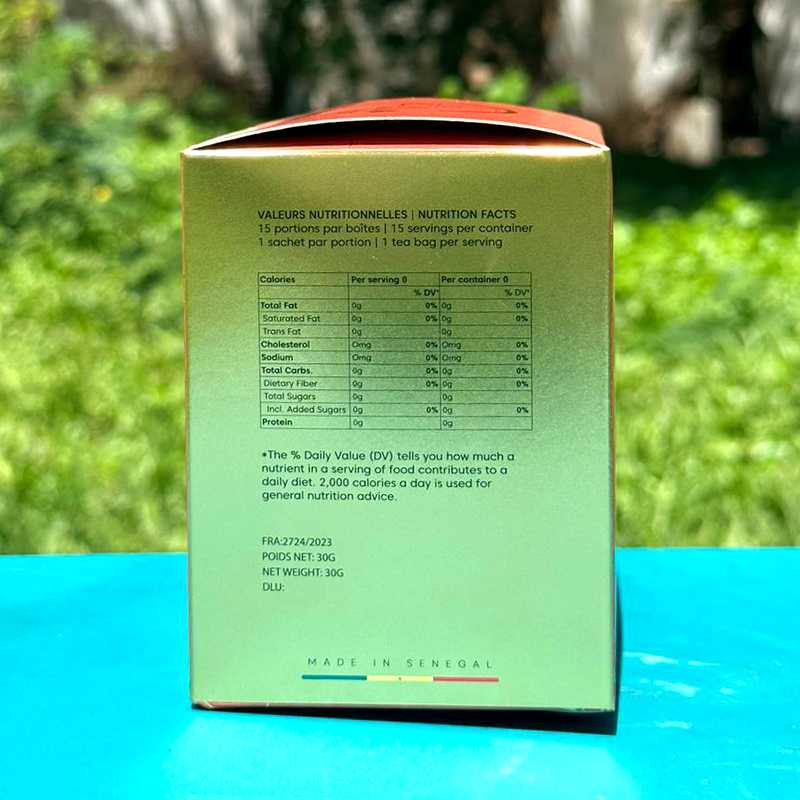 VALEURS NUTRITIONNELLES | NUTRITION FACTS
15 portions par boîtes | 15 servings per container
1 sachet par portion | 1 tea bag per serving
Calories Per serving 0 Per container 0
% DV* % DV*
Total Fat 0g 0% 0g 0%
Saturated Fat 0g 0% 0g 0%
Trans Fat 0g 0g
Cholesterol 0mg 0% 0mg 0%
Sodium 0mg 0% 0mg 0%
Total Carbs. 0g 0% 0g 0%
Dietary Fiber 0g 0% 0g 0%
Total Sugars 0g 0g
Incl. Added Sugars 0g 0% 0g 0%
Protein 0g 0g
*The % Daily Value (DV) tells you how much a
nutrient in a serving of food contributes to a
daily diet. 2,000 calories a day is used for
general nutrition advice.
FRA:2724/2023
POIDS NET: 30G
NET WEIGHT: 30G
DLU:
MADE IN SENEGAL